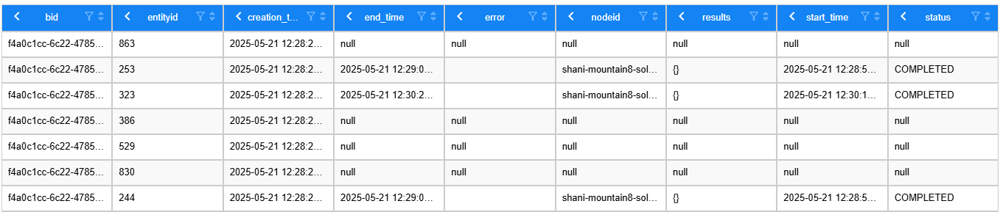 bid entityid creation_t... end_time error nodeid results start_time status
f4a0c1cc-6c22-4785... 863 2025-05-21 12:28:2... null null null null null null
f4a0c1cc-6c22-4785... 253 2025-05-21 12:28:2... 2025-05-21 12:29:0... shani-mountain8-sol... {} 2025-05-21 12:28:5... COMPLETED
f4a0c1cc-6c22-4785... 323 2025-05-21 12:28:2... 2025-05-21 12:30:2... shani-mountain8-sol... {} 2025-05-21 12:30:1... COMPLETED
f4a0c1cc-6c22-4785... 386 2025-05-21 12:28:2... null null null null null null
f4a0c1cc-6c22-4785... 529 2025-05-21 12:28:2... null null null null null null
f4a0c1cc-6c22-4785... 830 2025-05-21 12:28:2... null null null null null null
f4a0c1cc-6c22-4785... 244 2025-05-21 12:28:2... 2025-05-21 12:29:0... shani-mountain8-sol... {} 2025-05-21 12:28:5... COMPLETED